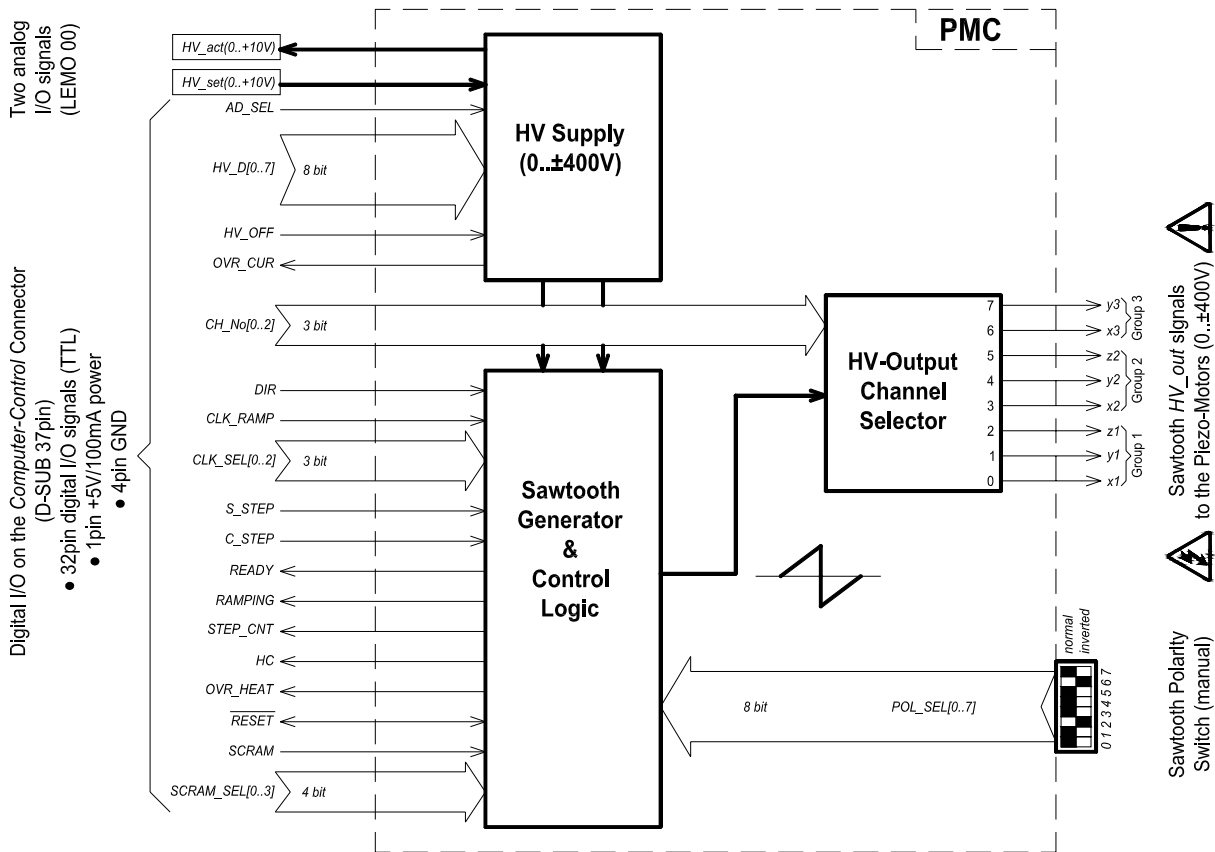 Two analog
I/O signals
(LEMO 00)
Digital I/O on the Computer-Control Connector
(D-SUB 37pin)
● 32pin digital I/O signals (TTL)
● 1pin +5V/100mA power
● 4pin GND
HV_act(0..+10V)
HV_set(0..+10V)
AD_SEL
HV_D[0..7]
8 bit
HV_OFF
OVR_CUR
CH_No[0..2]
3 bit
DIR
CLK_RAMP
CLK_SEL[0..2]
3 bit
S_STEP
C_STEP
READY
RAMPING
STEP_CNT
HC
OVR_HEAT
RESET
SCRAM
SCRAM_SEL[0..3]
4 bit
PMC
HV Supply
(0..±400V)
Sawtooth
Generator
&
Control
Logic
HV-Output
Channel
Selector
7
6
5
4
3
2
1
0
y3
x3
Group 3
z2
y2
x2
Group 2
z1
y1
x1
Group 1
Sawtooth HV_out signals
to the Piezo-Motors (0..±400V)
8 bit
POL_SEL[0..7]
normal
inverted
0 1 2 3 4 5 6 7
Sawtooth Polarity
Switch (manual)